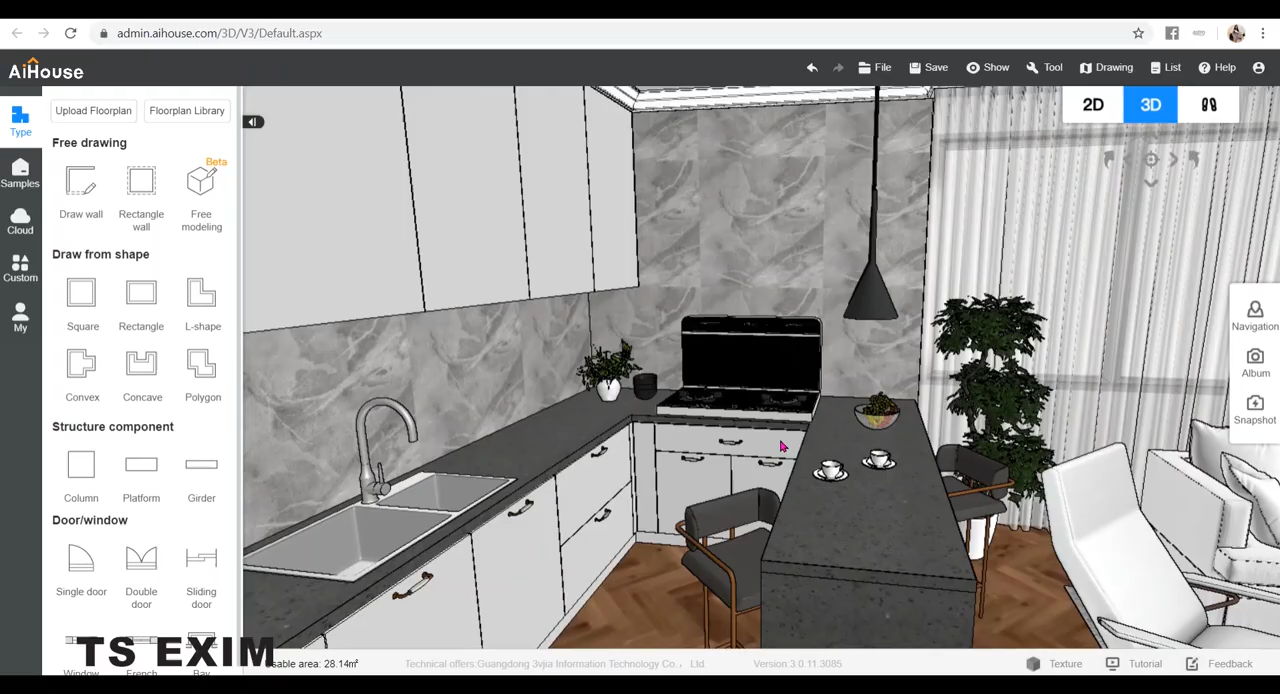 admin.aihouse.com/3D/V3/Default.aspx
AiHouse
File
Save
Show
Tool
Drawing
List
Help
Type
Samples
Cloud
Custom
My
Upload Floorplan
Floorplan Library
Free drawing
Beta
Draw wall
Rectangle wall
Free modeling
Draw from shape
Square
Rectangle
L-shape
Convex
Concave
Polygon
Structure component
Column
Platform
Girder
Door/window
Single door
Double door
Sliding door
Window
French
Bay
TS EXIM
2D
3D
Navigation
Album
Snapshot
sable area: 28.14㎡
Technical offers:Guangdong 3vjia Information Technology Co.，Ltd.
Version 3.0.11.3085
Texture
Tutorial
Feedback